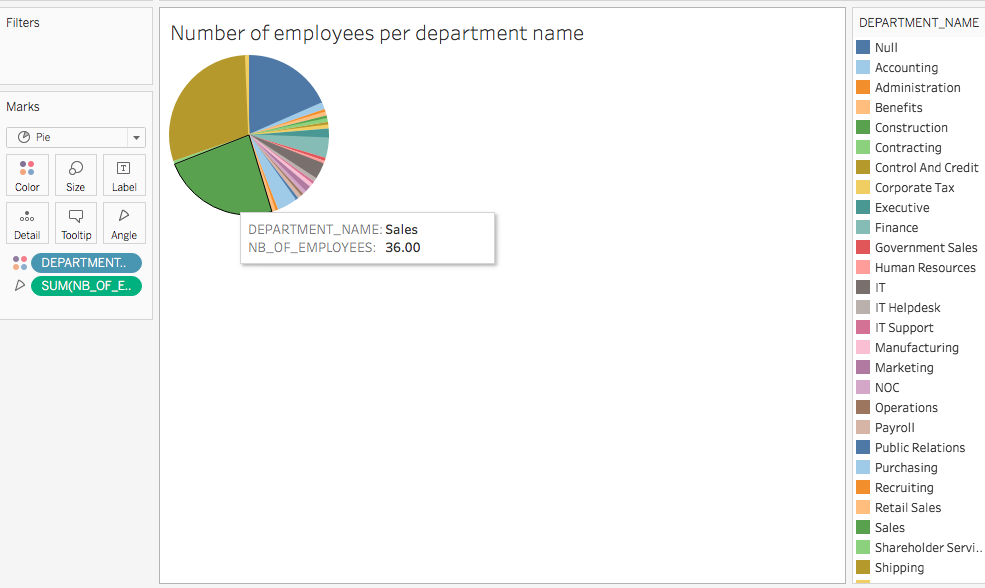 Filters
Marks
Pie
Color
Size
T
Label
Detail
Tooltip
Angle
DEPARTMENT..
SUM(NB_OF_E..
Number of employees per department name
DEPARTMENT_NAME: Sales
NB_OF_EMPLOYEES: 36.00
DEPARTMENT_NAME
Null
Accounting
Administration
Benefits
Construction
Contracting
Control And Credit
Corporate Tax
Executive
Finance
Government Sales
Human Resources
IT
IT Helpdesk
IT Support
Manufacturing
Marketing
NOC
Operations
Payroll
Public Relations
Purchasing
Recruiting
Retail Sales
Sales
Shareholder Servi..
Shipping